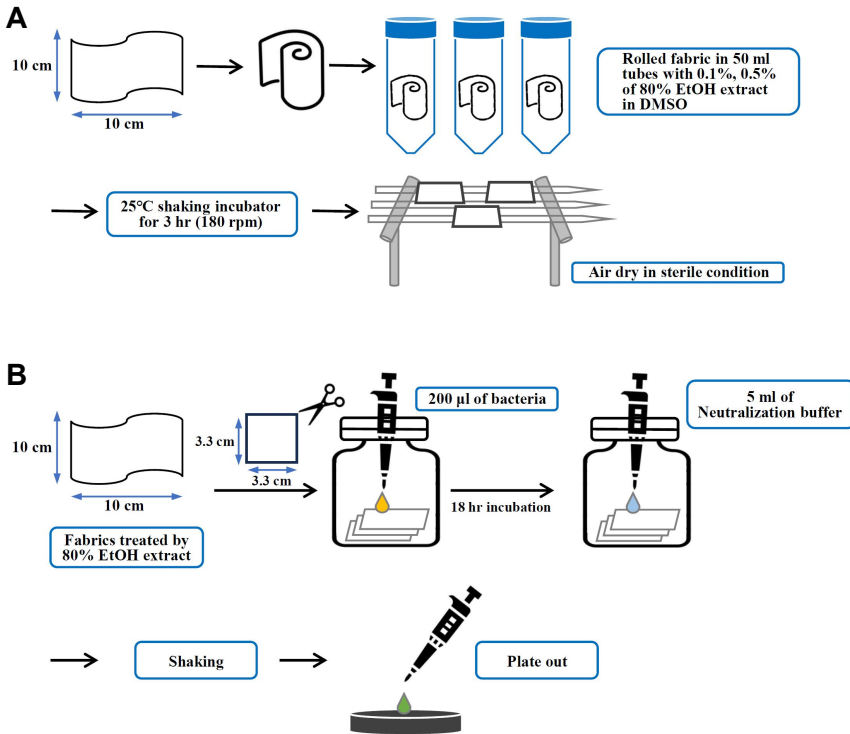 A
10 cm
10 cm
Rolled fabric in 50 ml
tubes with 0.1%, 0.5%
of 80% EtOH extract
in DMSO
25℃ shaking incubator
for 3 hr (180 rpm)
Air dry in sterile condition
B
10 cm
10 cm
3.3 cm
3.3 cm
200 μl of bacteria
18 hr incubation
5 ml of
Neutralization buffer
Fabrics treated by
80% EtOH extract
Shaking
Plate out